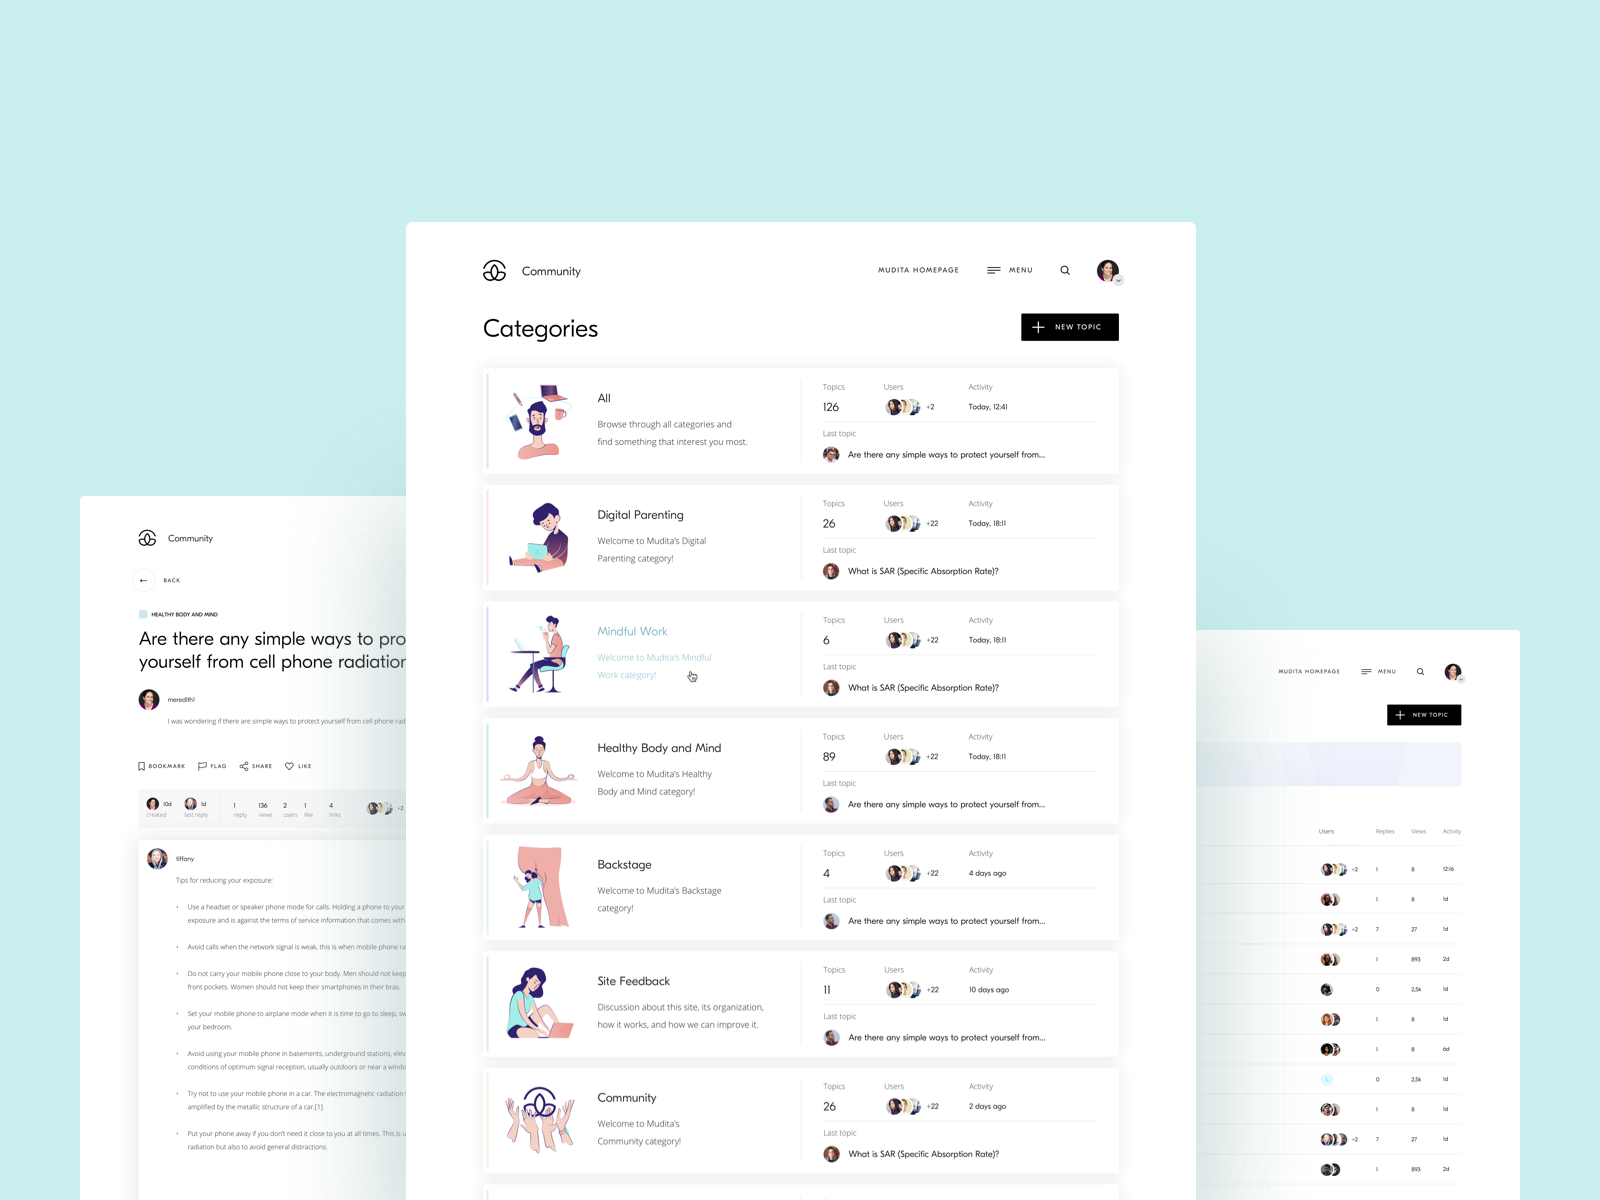 Community
MUDITA HOMEPAGE
MENU
Categories
NEW TOPIC
All
Browse through all categories and
find something that interest you most.
Topics
Users
Activity
126
+2
Today, 12:41
Last topic
Are there any simple ways to protect yourself from...
Digital Parenting
Welcome to Mudita's Digital
Parenting category!
Topics
Users
Activity
26
+22
Today, 18:11
Last topic
What is SAR (Specific Absorption Rate)?
Mindful Work
Welcome to Mudita's Mindful
Work category!
Topics
Users
Activity
6
+22
Today, 18:11
Last topic
What is SAR (Specific Absorption Rate)?
Healthy Body and Mind
Welcome to Mudita's Healthy
Body and Mind category!
Topics
Users
Activity
89
+22
Today, 18:11
Last topic
Are there any simple ways to protect yourself from...
Backstage
Welcome to Mudita's Backstage
category!
Topics
Users
Activity
4
+22
4 days ago
Last topic
Are there any simple ways to protect yourself from...
Site Feedback
Discussion about this site, its organization,
how it works, and how we can improve it.
Topics
Users
Activity
11
+22
10 days ago
Last topic
Are there any simple ways to protect yourself from...
Community
Welcome to Mudita's
Community category!
Topics
Users
Activity
26
+22
2 days ago
Last topic
What is SAR (Specific Absorption Rate)?
Community
BACK
HEALTHY BODY AND MIND
Are there any simple ways to pro
yourself from cell phone radiation
meredith1
I was wondering if there are simple ways to protect yourself from cell phone rad
BOOKMARK
FLAG
SHARE
LIKE
10d
created
1d
last reply
1
reply
136
views
2
users
1
like
4
links
+2
tiffany
Tips for reducing your exposure:
• Use a headset or speaker phone mode for calls. Holding a phone to your
exposure and is against the terms of service information that comes with
• Avoid calls when the network signal is weak, this is when mobile phone ra
• Do not carry your mobile phone close to your body. Men should not keep
front pockets. Women should not keep their smartphones in their bras.
• Set your mobile phone to airplane mode when it is time to go to sleep, sw
your bedroom.
• Avoid using your mobile phone in basements, underground stations, elev
conditions of optimum signal reception, usually outdoors or near a windo
• Try not to use your mobile phone in a car. The electromagnetic radiation
amplified by the metallic structure of a car.[1]
• Put your phone away if you don't need it close to you at all times. This is u
radiation but also to avoid general distractions.
MUDITA HOMEPAGE
MENU
NEW TOPIC
Users
Replies
Views
Activity
+2 1 8 12:16
1 8 1d
+2 7 27 1d
1 893 2d
0 2,5k 1d
1 8 1d
1 8 6d
L 0 2,5k 1d
1 8 1d
+2 7 27 1d
1 893 2d